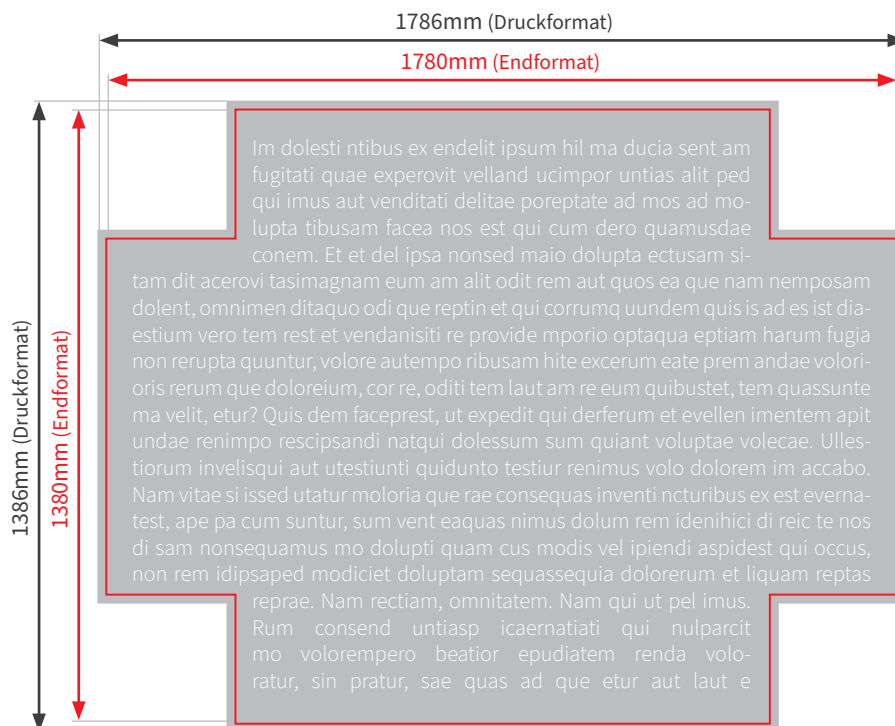 1786mm (Druckformat)
1780mm (Endformat)
1386mm (Druckformat)
1380mm (Endformat)
Im dolesti ntibus ex endelit ipsum hil ma ducia sent am
fugitati quae experovit velland ucimpor untias alit ped
qui imus aut venditati delitae poreptate ad mos ad mo-
lupta tibusam facea nos est qui cum dero quamusdae
conem. Et et del ipsa nonsed maio dolupta ectusam si-
tam dit acerovi tasimagnam eum am alit odit rem aut quos ea que nam nemposam
dolent, omnimen ditaquo odi que reptin et qui corrumq uundem quis is ad es ist dia-
estium vero tem rest et vendanisiti re provide mporio optaqua eptiam harum fugia
non rerupta quuntur, volore autempo ribusam hite excerum eate prem andae volori-
oris rerum que doloreium, cor re, oditi tem laut am re eum quibustet, tem quassunte
ma velit, etur? Quis dem faceprest, ut expedit qui derferum et evellen imentem apit
undae renimpo rescipsandi natqui dolessum sum quiant voluptae volecae. Ulles-
tiorum invelisqui aut utestiunti quidunto testiur renimus volo dolorem im accabo.
Nam vitae si issed utatur moloria que rae consequas inventi ncturibus ex est everna-
test, ape pa cum suntur, sum vent eaquas nimus dolum rem idenihici di reic te nos
di sam nonsequamus mo dolupti quam cus modis vel ipiendi aspidest qui occus,
non rem idipsaped modiciet doluptam sequassequia dolorerum et liquam reptas
reprae. Nam rectiam, omnitatem. Nam qui ut pel imus.
Rum consend untiasp icaernatiati qui nulparcit
mo volorempero beatior epudiatem renda volo-
ratur, sin pratur, sae quas ad que etur aut laut e